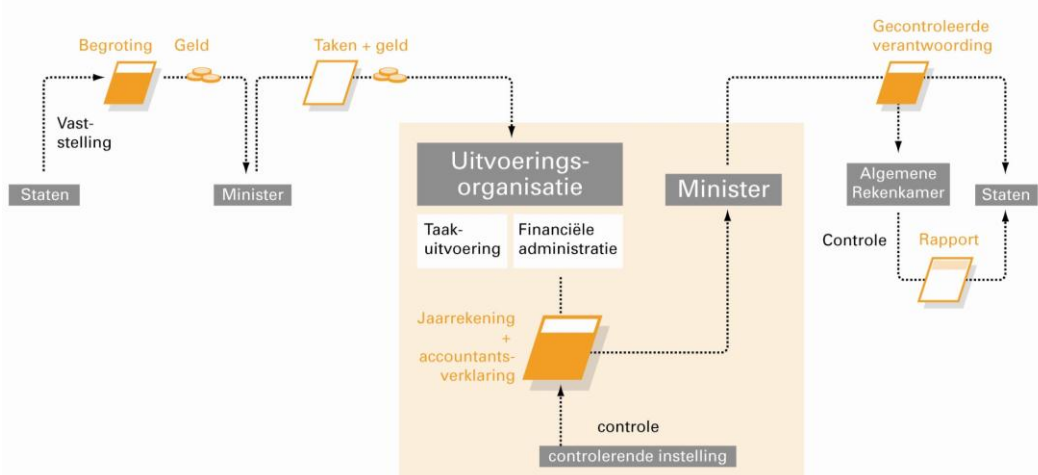 Begroting
Geld
Vast-
stelling
Staten
Minister
Taken + geld
Uitvoerings-
organisatie
Taak-
uitvoering
Financiële
administratie
Jaarrekening
+
accountants-
verklaring
controle
controlerende instelling
Minister
Gecontroleerde
verantwoording
Algemene
Rekenkamer
Staten
Controle
Rapport